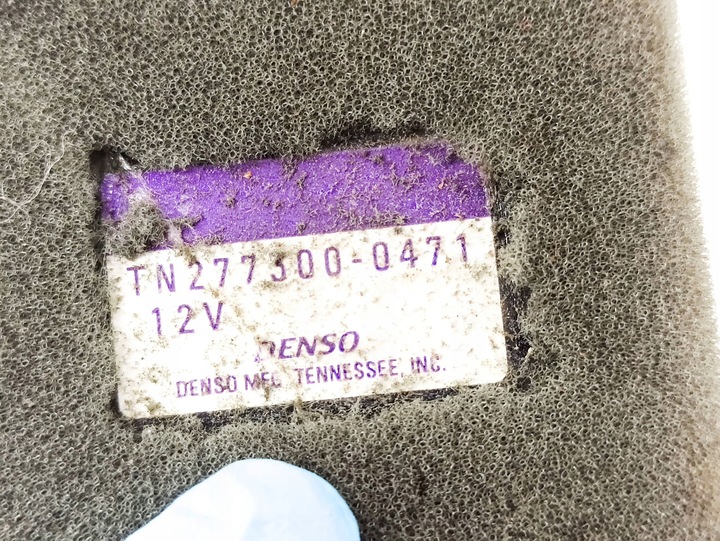 TN277300-0471
12V
DENSO
DENSO MFG. TENNESSEE, INC.